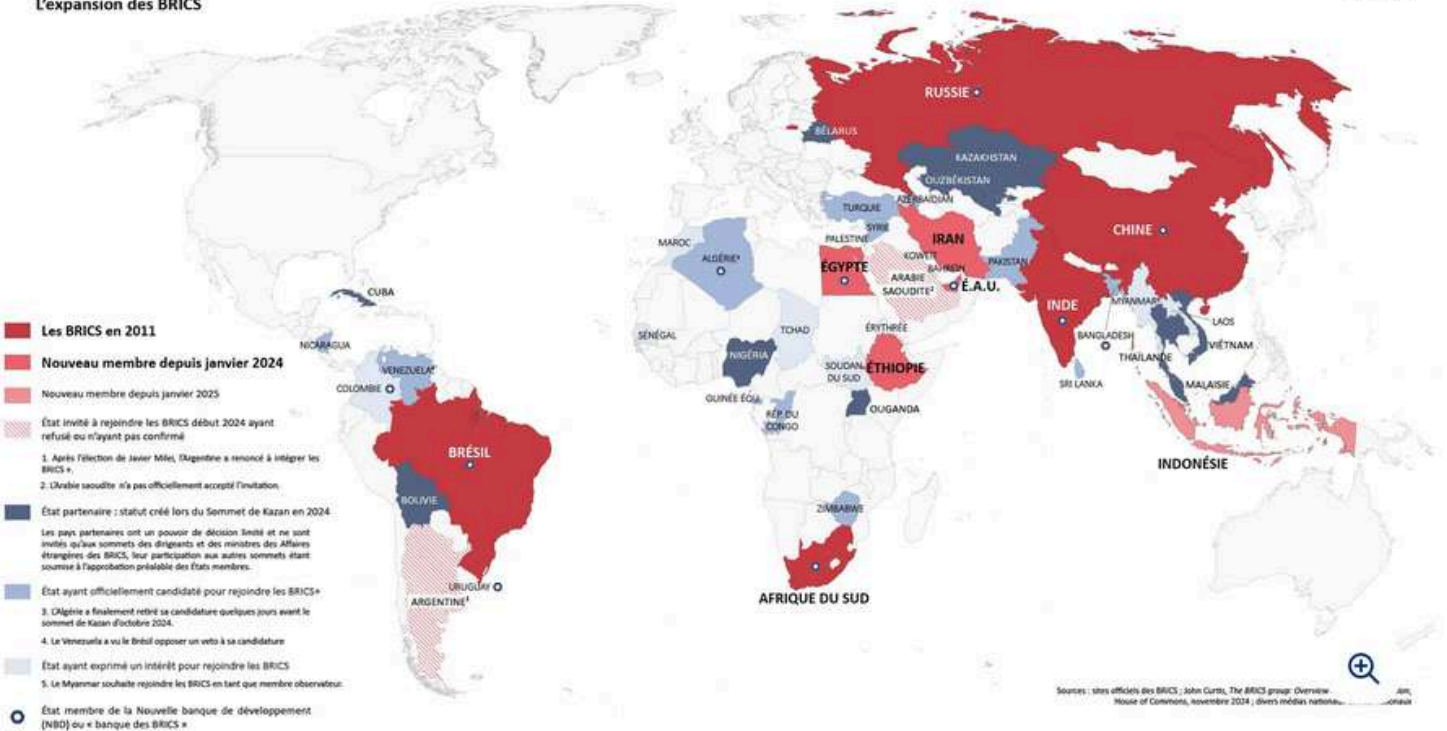 L'expansion des BRICS
RUSSIE
BÉLARUS
KAZAKHSTAN
OUZBÉKISTAN
AZERBAÏDJAN
TURQUIE
SYRIE
PALESTINE
MAROC
ALGÉRIE³
CHINE
IRAN
KOWEÏT
BAHREÏN
PAKISTAN
ÉGYPTE
ARABIE
SAOUDITE²
É.A.U.
INDE
MYANMAR⁵
CUBA
NICARAGUA
VENEZUELA⁴
COLOMBIE
SÉNÉGAL
TCHAD
ÉRYTHRÉE
NIGÉRIA
SOUDAN
DU SUD
ÉTHIOPIE
BANGLADESH
LAOS
VIÊTNAM
THAÏLANDE
SRI LANKA
MALAISIE
GUINÉE ÉQU.
RÉP. DU
CONGO
OUGANDA
BRÉSIL
INDONÉSIE
BOLIVIE
ZIMBABWE
URUGUAY
ARGENTINE¹
AFRIQUE DU SUD
Les BRICS en 2011
Nouveau membre depuis janvier 2024
Nouveau membre depuis janvier 2025
État invité à rejoindre les BRICS début 2024 ayant
refusé ou n'ayant pas confirmé
1. Après l'élection de Javier Milei, l'Argentine a renoncé à intégrer les
BRICS +.
2. L'Arabie saoudite n'a pas officiellement accepté l'invitation.
État partenaire : statut créé lors du Sommet de Kazan en 2024
Les pays partenaires ont un pouvoir de décision limité et ne sont
invités qu'aux sommets des dirigeants et des ministres des Affaires
étrangères des BRICS, leur participation aux autres sommets étant
soumise à l'approbation préalable des États membres.
État ayant officiellement candidaté pour rejoindre les BRICS+
3. L'Algérie a finalement retiré sa candidature quelques jours avant le
sommet de Kazan d'octobre 2024.
4. Le Venezuela a vu le Brésil opposer un veto à sa candidature
État ayant exprimé un intérêt pour rejoindre les BRICS
5. Le Myanmar souhaite rejoindre les BRICS en tant que membre observateur.
État membre de la Nouvelle banque de développement
(NBD) ou « banque des BRICS »
Sources : sites officiels des BRICS ; John Curtis, The BRICS group: Overview
House of Commons, novembre 2024 ; divers médias